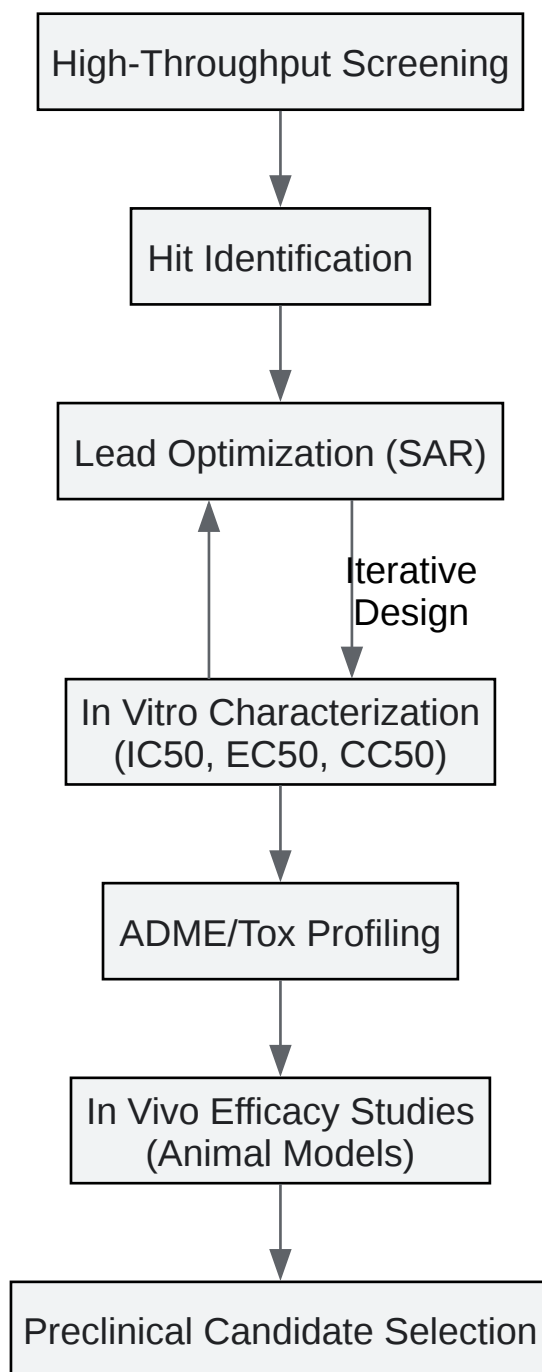 High-Throughput Screening
Hit Identification
Lead Optimization (SAR)
Iterative
Design
In Vitro Characterization
(IC50, EC50, CC50)
ADME/Tox Profiling
In Vivo Efficacy Studies
(Animal Models)
Preclinical Candidate Selection